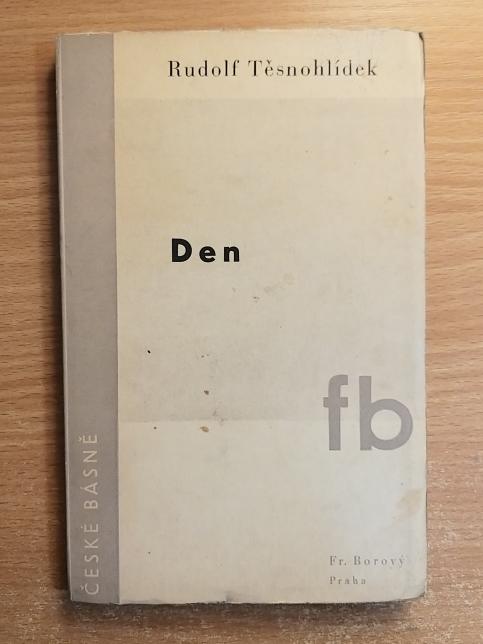 Rudolf Těsnohlídek
Den
fb
Fr. Borový
Praha
ČESKÉ BÁSNĚ